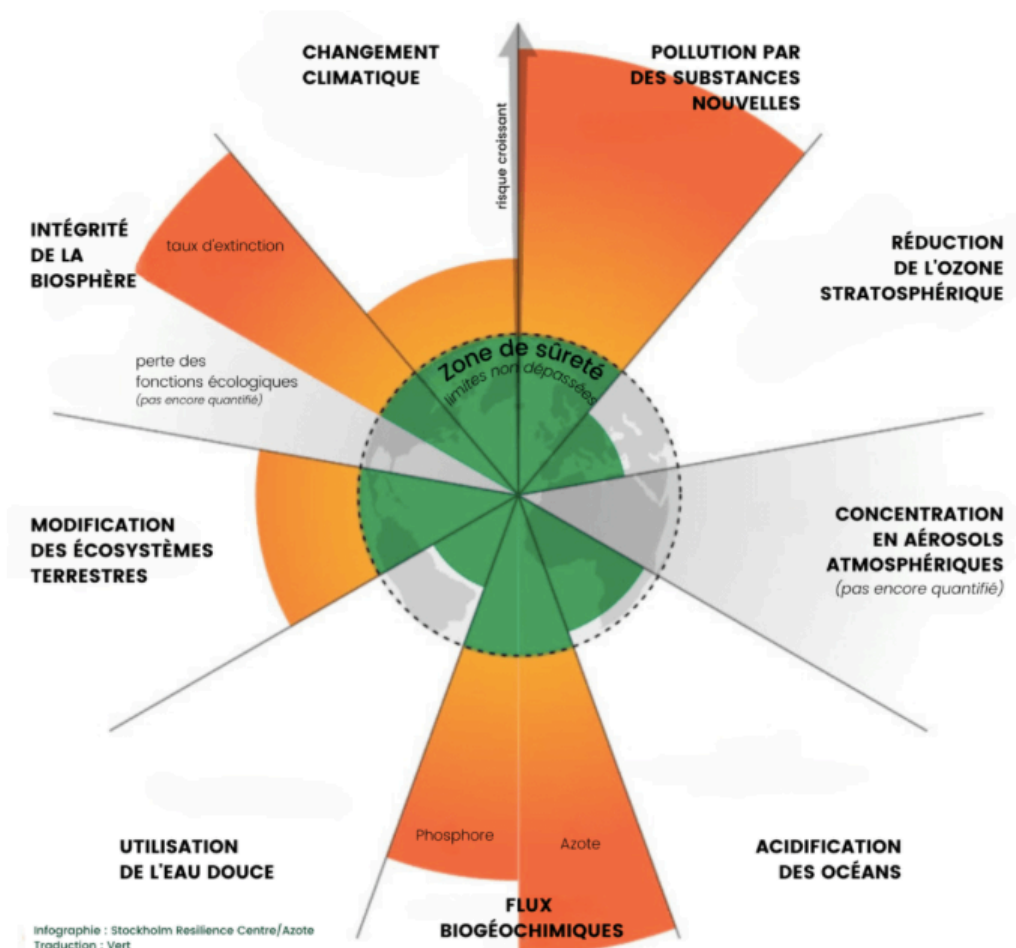 CHANGEMENT
CLIMATIQUE
POLLUTION PAR
DES SUBSTANCES
NOUVELLES
risque croissant
INTÉGRITÉ
DE LA
BIOSPHÈRE
taux d'extinction
RÉDUCTION
DE L'OZONE
STRATOSPHÉRIQUE
perte des
fonctions écologiques
(pas encore quantifié)
Zone de sûreté
limites non dépassées
MODIFICATION
DES ÉCOSYSTÈMES
TERRESTRES
CONCENTRATION
EN AÉROSOLS
ATMOSPHÉRIQUES
(pas encore quantifié)
UTILISATION
DE L'EAU DOUCE
Phosphore
Azote
ACIDIFICATION
DES OCÉANS
FLUX
BIOGÉOCHIMIQUES
Infographie : Stockholm Resilience Centre/Azote
Traduction : Vert